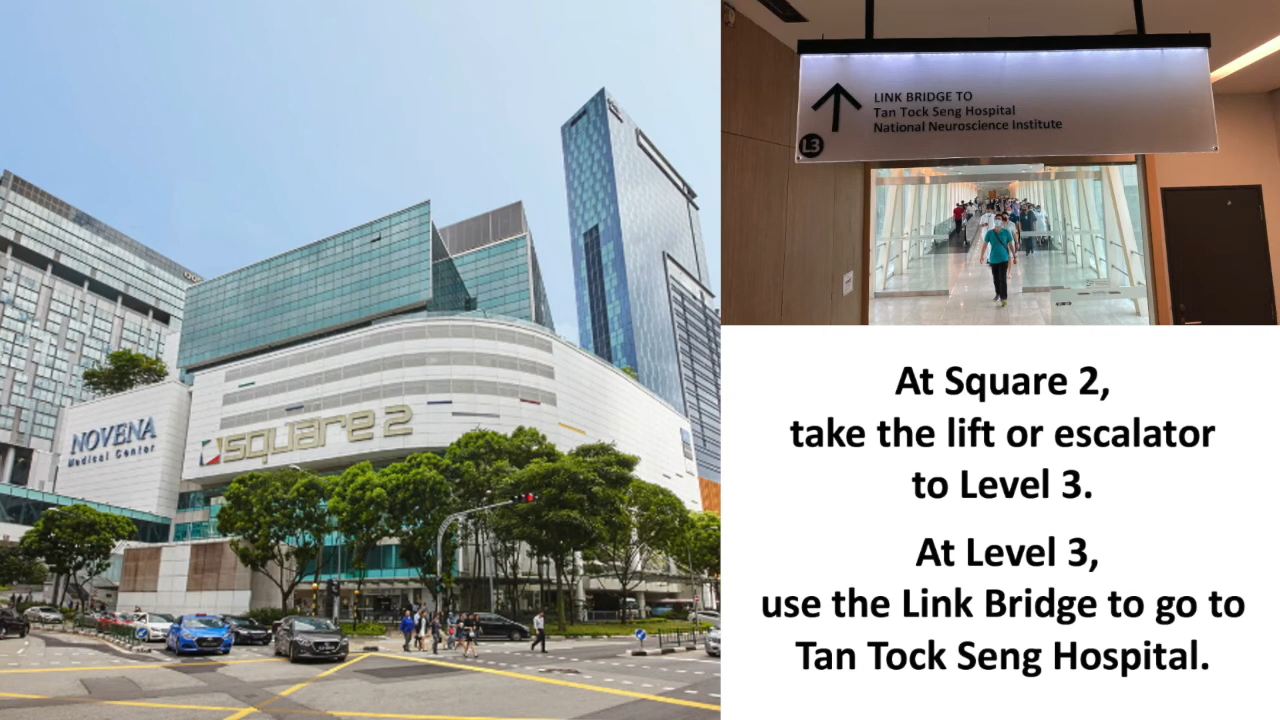 NOVENA
Medical Center
square 2
LINK BRIDGE TO
Tan Tock Seng Hospital
National Neuroscience Institute
L3
At Square 2,
take the lift or escalator
to Level 3.
At Level 3,
use the Link Bridge to go to
Tan Tock Seng Hospital.